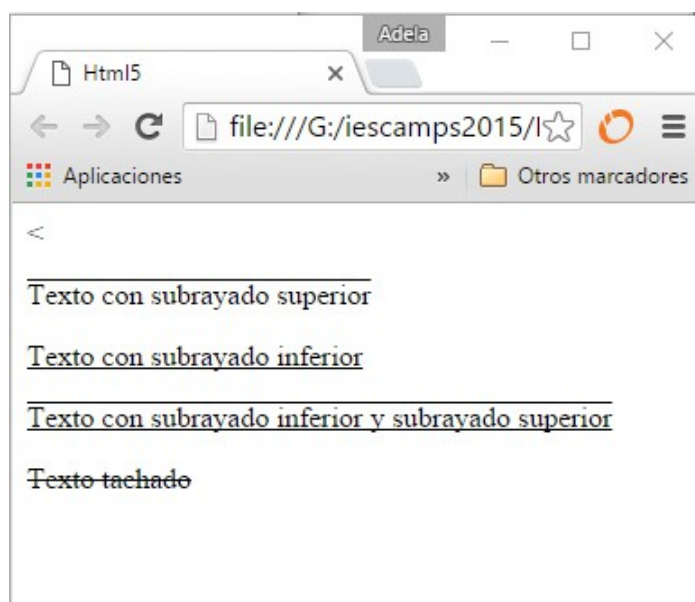 Adela
Html5
file:///G:/iescamps2015/I
Aplicaciones » Otros marcadores
<
Texto con subrayado superior
Texto con subrayado inferior
Texto con subrayado inferior y subrayado superior
Texto tachado